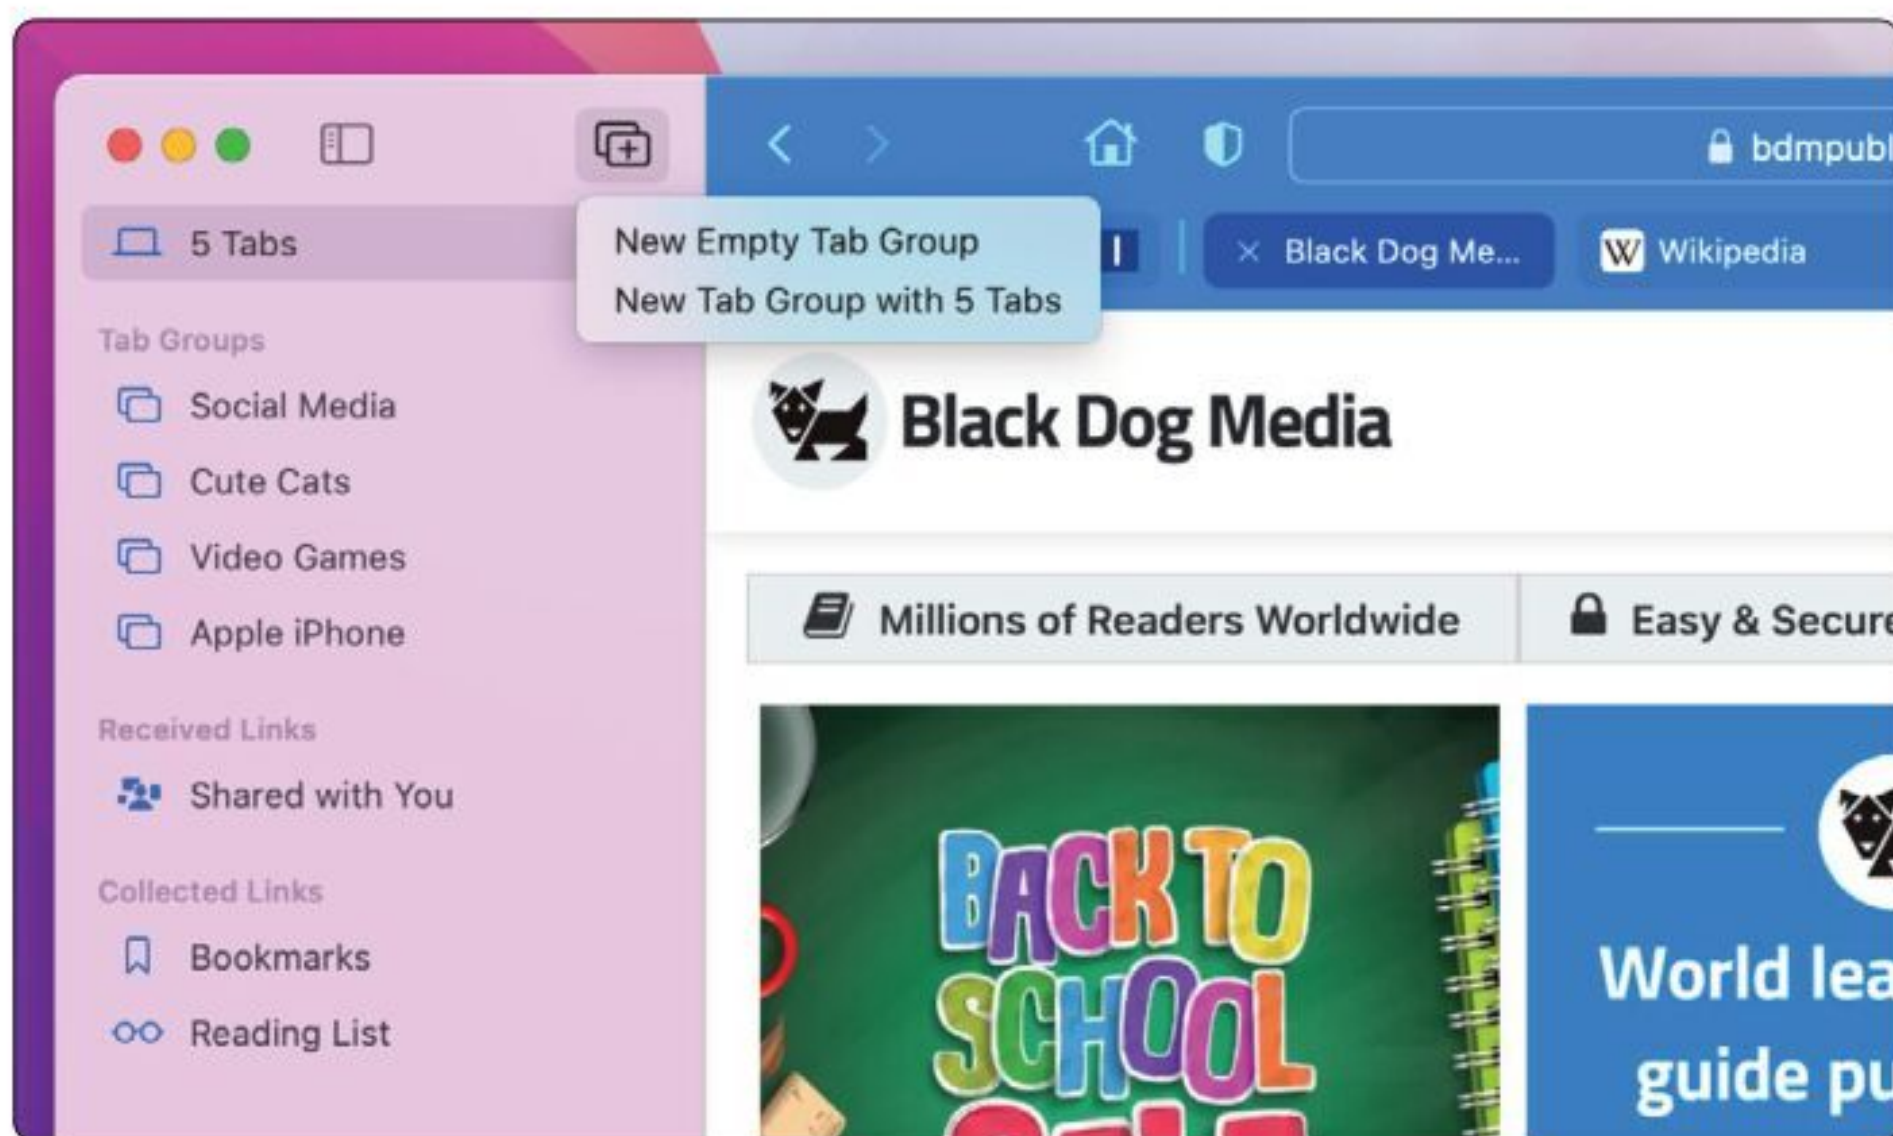 bdmpubl
5 Tabs
New Empty Tab Group
New Tab Group with 5 Tabs
Black Dog Me...
W Wikipedia
Tab Groups
Social Media
Cute Cats
Video Games
Apple iPhone
Received Links
Shared with You
Collected Links
Bookmarks
Reading List
Black Dog Media
Millions of Readers Worldwide
Easy & Secure
BACK TO
SCHOOL
SALE
World lea
guide pu